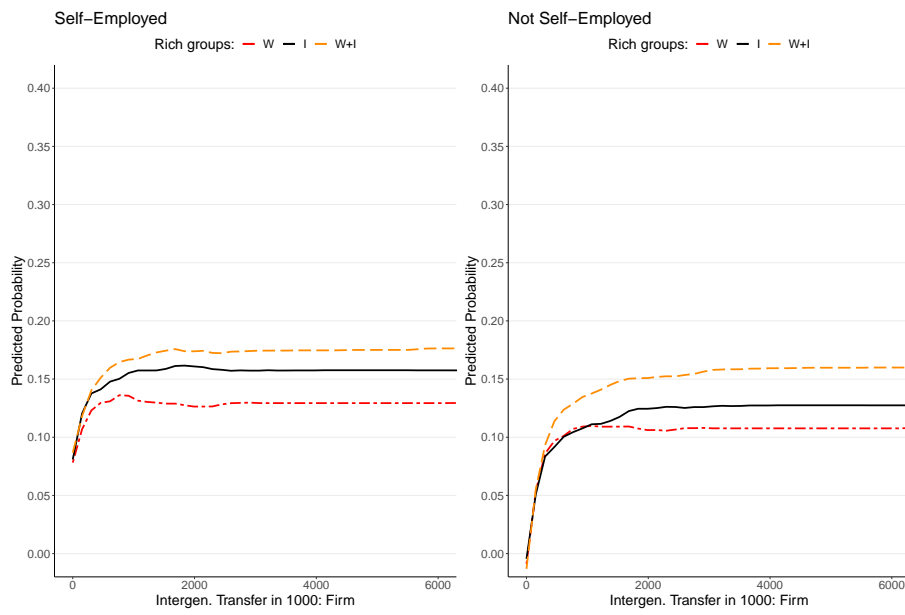 Self−Employed
Rich groups: W I W+I
0.40
0.35
0.30
0.25
0.20
0.15
0.10
0.05
0.00
Predicted Probability
0 2000 4000 6000
Intergen. Transfer in 1000: Firm
Not Self−Employed
Rich groups: W I W+I
0.40
0.35
0.30
0.25
0.20
0.15
0.10
0.05
0.00
Predicted Probability
0 2000 4000 6000
Intergen. Transfer in 1000: Firm